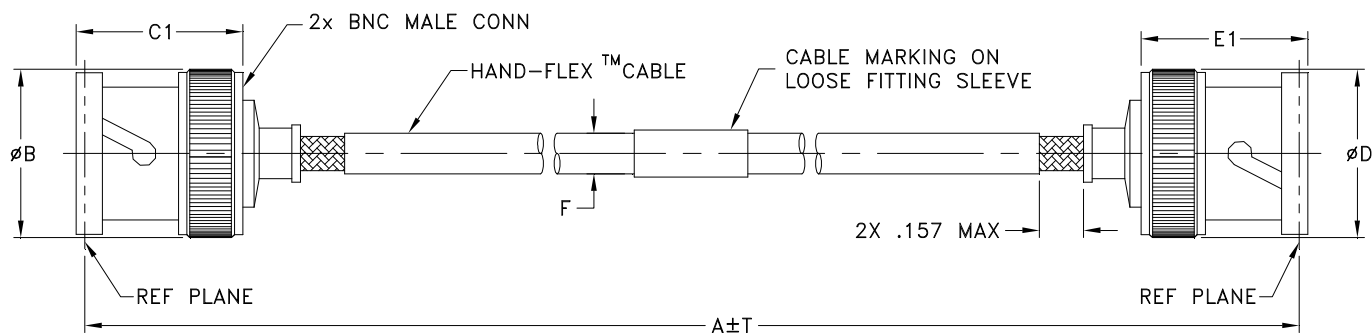 C1
2x BNC MALE CONN
HAND-FLEX ™CABLE
CABLE MARKING ON
LOOSE FITTING SLEEVE
E1
øB
øD
F
2X .157 MAX
REF PLANE
REF PLANE
A±T